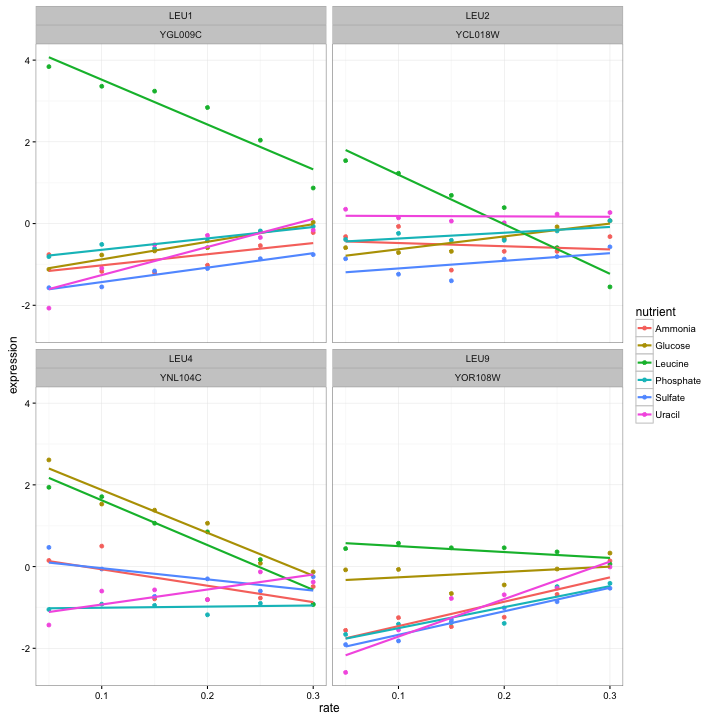 LEU1
YGL009C
LEU2
YCL018W
4
2
0
-2
LEU4
YNL104C
LEU9
YOR108W
4
2
0
-2
0.1
0.2
0.3
0.1
0.2
0.3
rate
expression
nutrient
Ammonia
Glucose
Leucine
Phosphate
Sulfate
Uracil